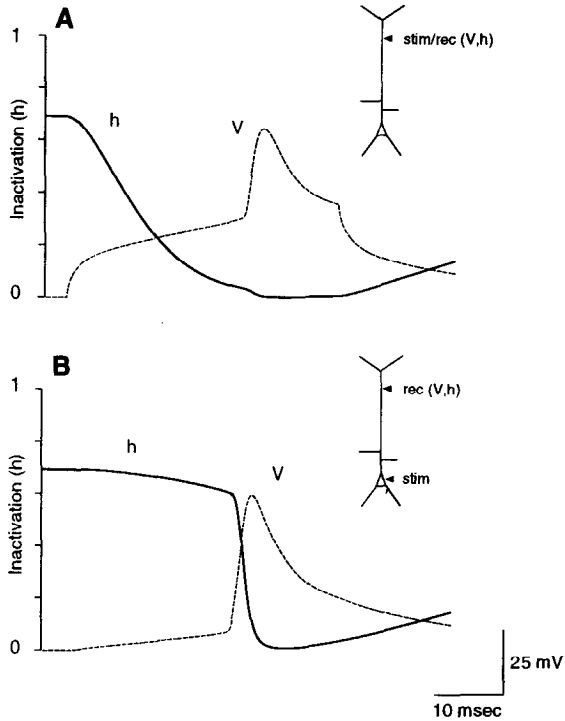 A
1
stim/rec (V,h)
h
V
Inactivation (h)
0
B
1
rec (V,h)
h
V
stim
Inactivation (h)
0
25 mV
10 msec